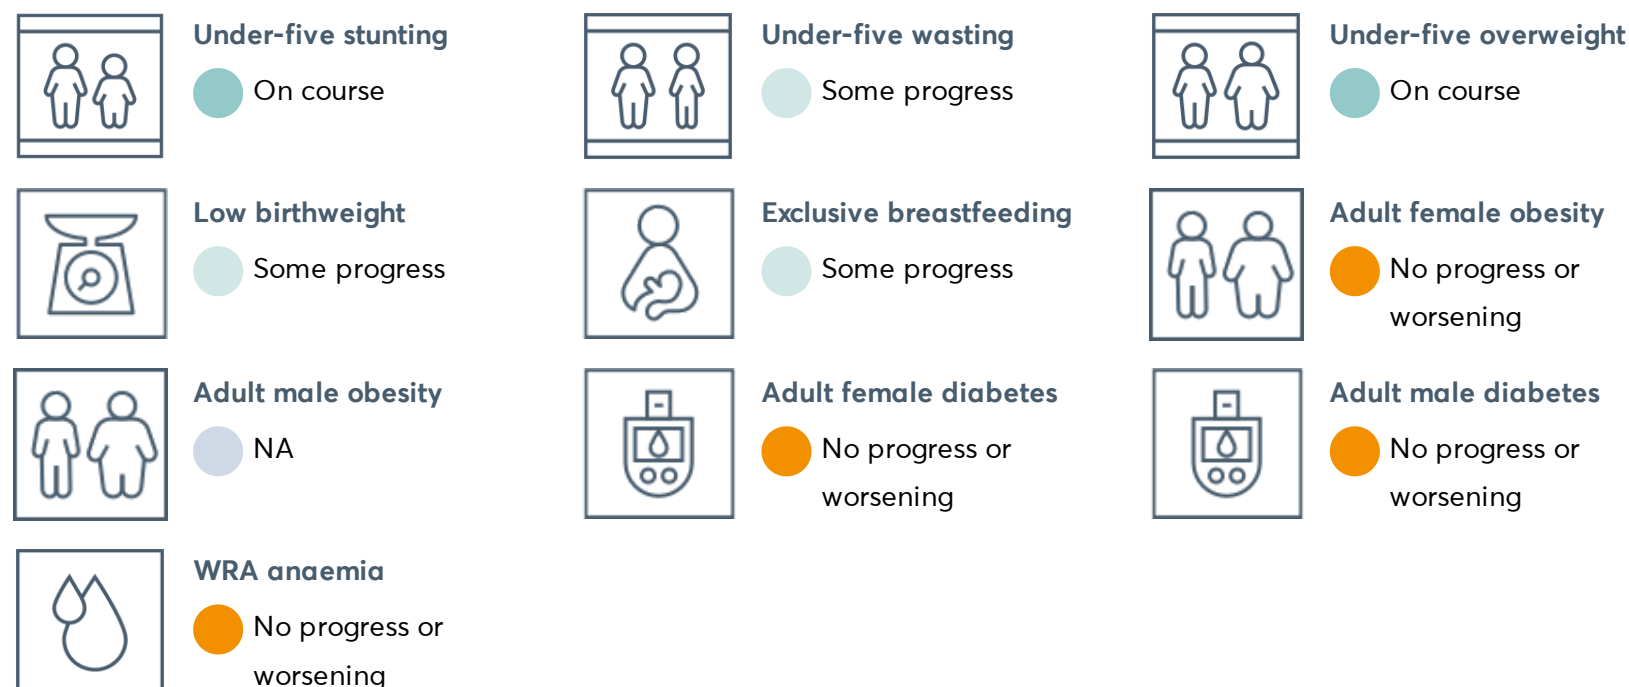 Under-five stunting
On course
Under-five wasting
Some progress
Under-five overweight
On course
Low birthweight
Some progress
Exclusive breastfeeding
Some progress
Adult female obesity
No progress or
worsening
Adult male obesity
NA
Adult female diabetes
No progress or
worsening
Adult male diabetes
No progress or
worsening
WRA anaemia
No progress or
worsening